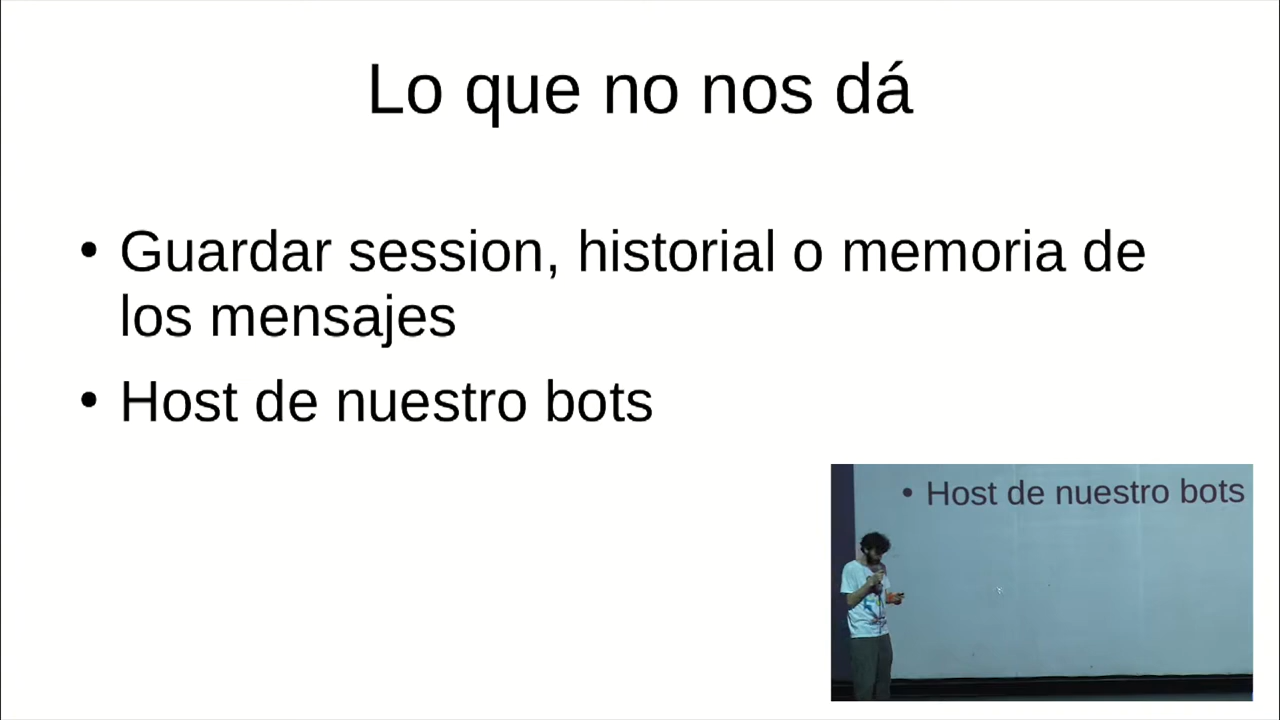 Lo que no nos dá
• Guardar session, historial o memoria de
los mensajes
• Host de nuestro bots
• Host de nuestro bots